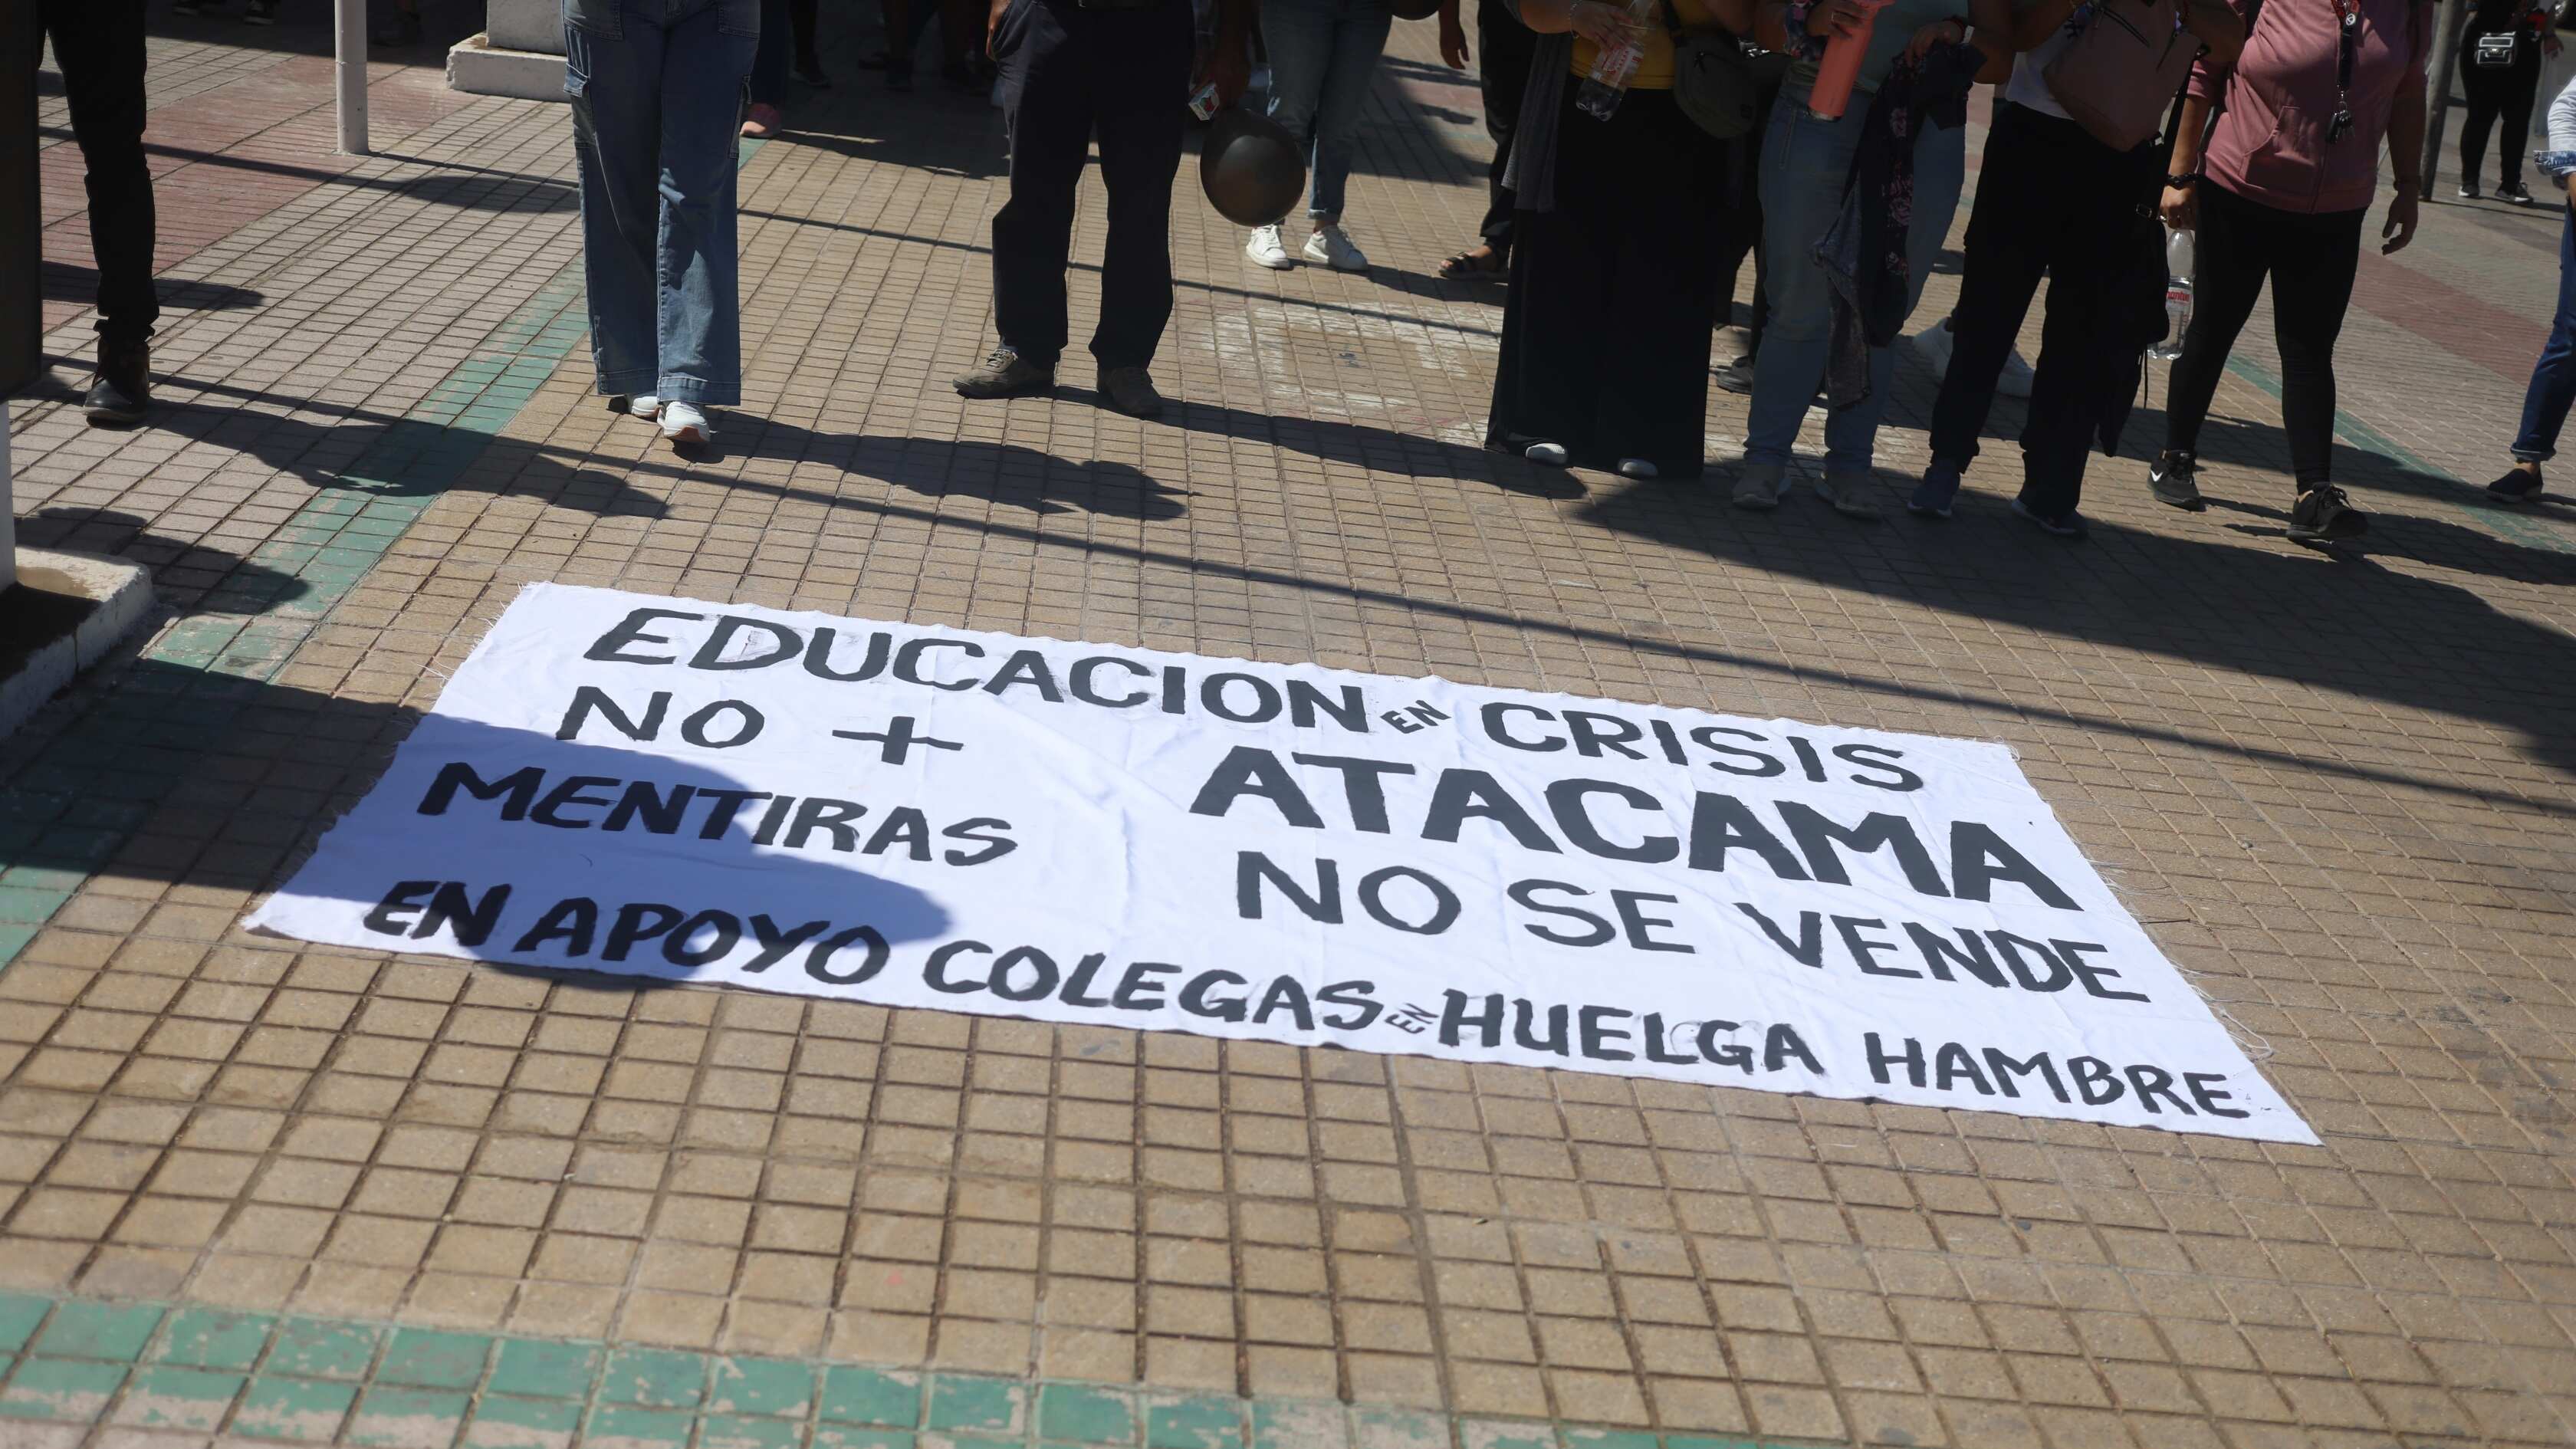 EDUCACION EN CRISIS
NO +
MENTIRAS
ATACAMA
NO SE VENDE
EN APOYO COLEGAS EN HUELGA HAMBRE